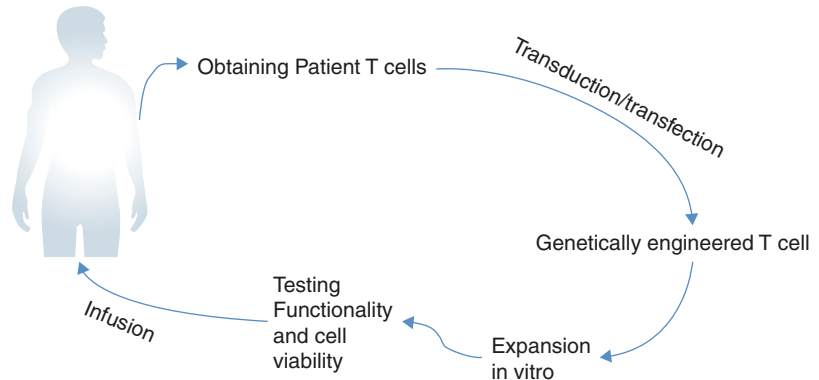 Obtaining Patient T cells
Transduction/transfection
Genetically engineered T cell
Expansion
in vitro
Testing
Functionality
and cell
viability
Infusion